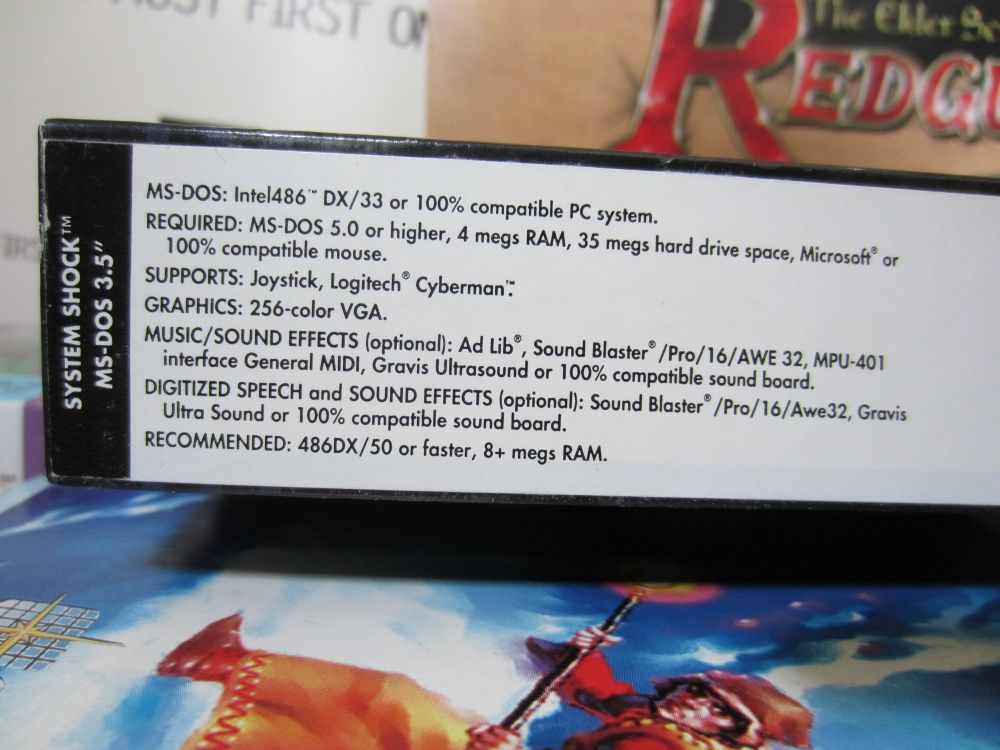 FIRST
The Elder
REDGU
SYSTEM SHOCK™
MS-DOS 3.5"
MS-DOS: Intel486™ DX/33 or 100% compatible PC system.
REQUIRED: MS-DOS 5.0 or higher, 4 megs RAM, 35 megs hard drive space, Microsoft® or
100% compatible mouse.
SUPPORTS: Joystick, Logitech® Cyberman™.
GRAPHICS: 256-color VGA.
MUSIC/SOUND EFFECTS (optional): Ad Lib®, Sound Blaster®/Pro/16/AWE 32, MPU-401
interface General MIDI, Gravis Ultrasound or 100% compatible sound board.
DIGITIZED SPEECH and SOUND EFFECTS (optional): Sound Blaster®/Pro/16/Awe32, Gravis
Ultra Sound or 100% compatible sound board.
RECOMMENDED: 486DX/50 or faster, 8+ megs RAM.